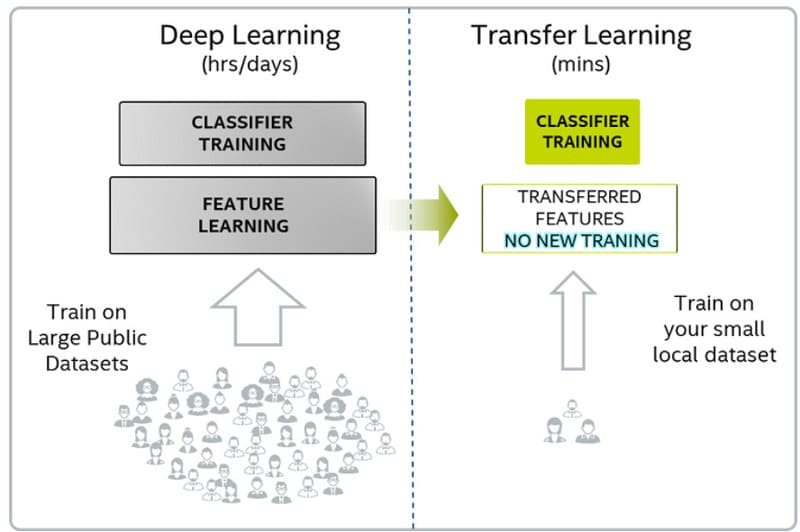 Deep Learning
(hrs/days)
CLASSIFIER
TRAINING
FEATURE
LEARNING
Train on
Large Public
Datasets
Transfer Learning
(mins)
CLASSIFIER
TRAINING
TRANSFERRED
FEATURES
NO NEW TRANING
Train on
your small
local dataset